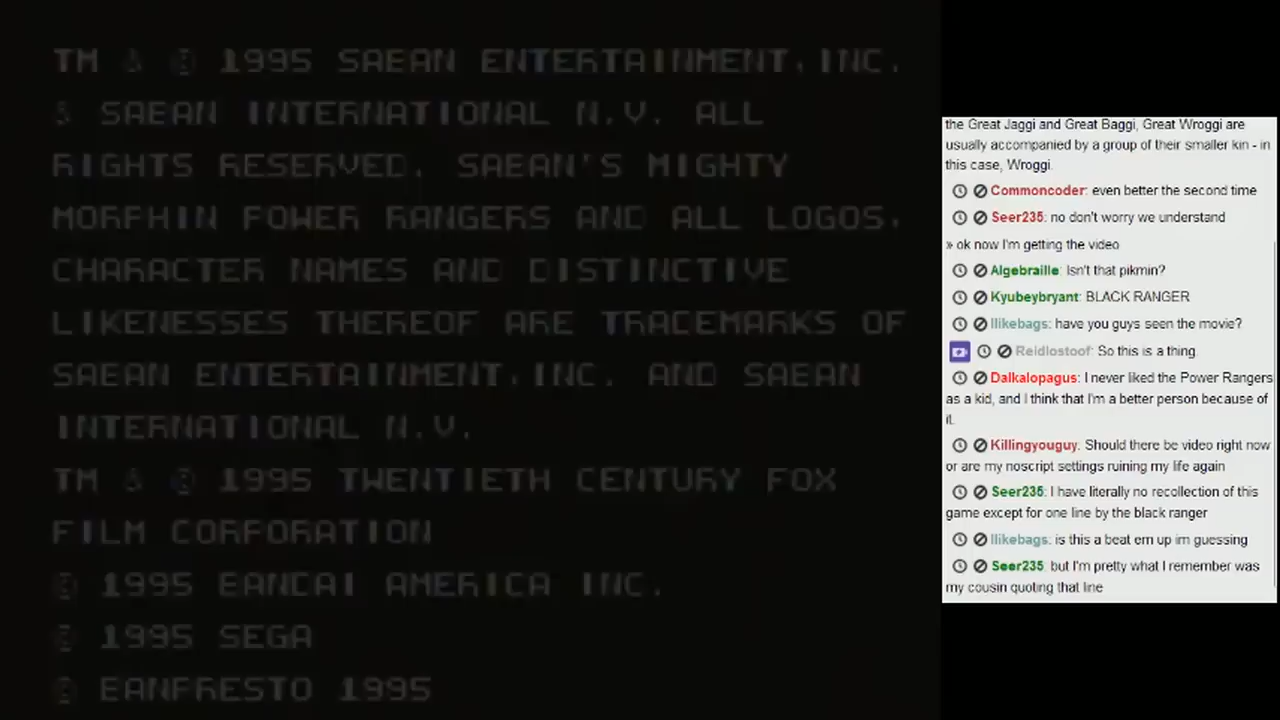 TM & © 1995 SABAN ENTERTAINMENT, INC.
& SABAN INTERNATIONAL N.V. ALL
RIGHTS RESERVED. SABAN'S MIGHTY
MORPHIN POWER RANGERS AND ALL LOGOS,
CHARACTER NAMES AND DISTINCTIVE
LIKENESSES THEREOF ARE TRADEMARKS OF
SABAN ENTERTAINMENT, INC. AND SABAN
INTERNATIONAL N.V.
TM & © 1995 TWENTIETH CENTURY FOX
FILM CORPORATION
© 1995 BANDAI AMERICA INC.
© 1995 SEGA
© BANPRESTO 1995
the Great Jaggi and Great Baggi, Great Wroggi are
usually accompanied by a group of their smaller kin - in
this case, Wroggi.
Commoncoder: even better the second time
Seer235: no don't worry we understand
» ok now I'm getting the video
Algebraille: Isn't that pikmin?
Kyubeybryant: BLACK RANGER
Ilikebags: have you guys seen the movie?
Reidlostoof: So this is a thing.
Dalkalopagus: I never liked the Power Rangers
as a kid, and I think that I'm a better person because of
it.
Killingyouguy: Should there be video right now
or are my noscript settings ruining my life again
Seer235: I have literally no recollection of this
game except for one line by the black ranger
Ilikebags: is this a beat em up im guessing
Seer235: but I'm pretty what I remember was
my cousin quoting that line